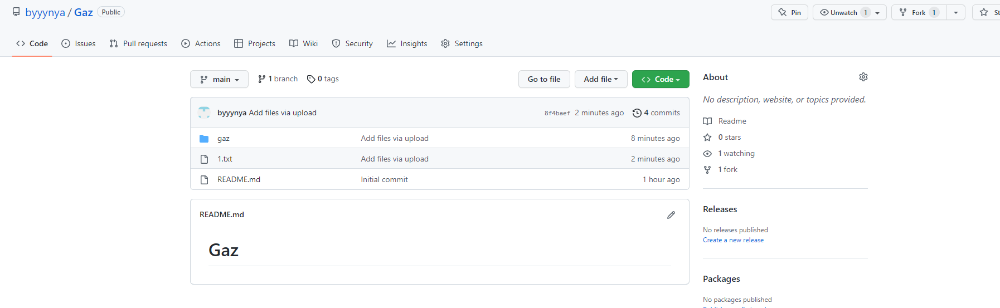 byyynya / Gaz Public Pin Unwatch 1 Fork 1
Code Issues Pull requests Actions Projects Wiki Security Insights Settings
main 1 branch 0 tags Go to file Add file Code
byyynya Add files via upload 8f4baef 2 minutes ago 4 commits
gaz Add files via upload 8 minutes ago
1.txt Add files via upload 2 minutes ago
README.md Initial commit 1 hour ago
README.md
Gaz
About
No description, website, or topics provided.
Readme
0 stars
1 watching
1 fork
Releases
No releases published
Create a new release
Packages
No packages published